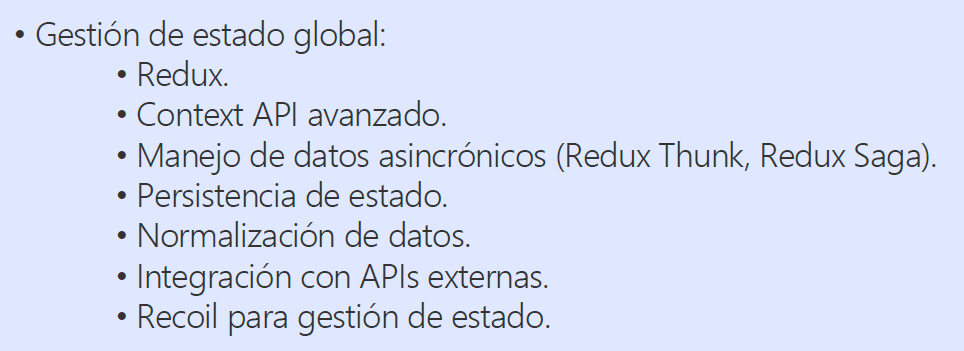 • Gestión de estado global:
• Redux.
• Context API avanzado.
• Manejo de datos asincrónicos (Redux Thunk, Redux Saga).
• Persistencia de estado.
• Normalización de datos.
• Integración con APIs externas.
• Recoil para gestión de estado.